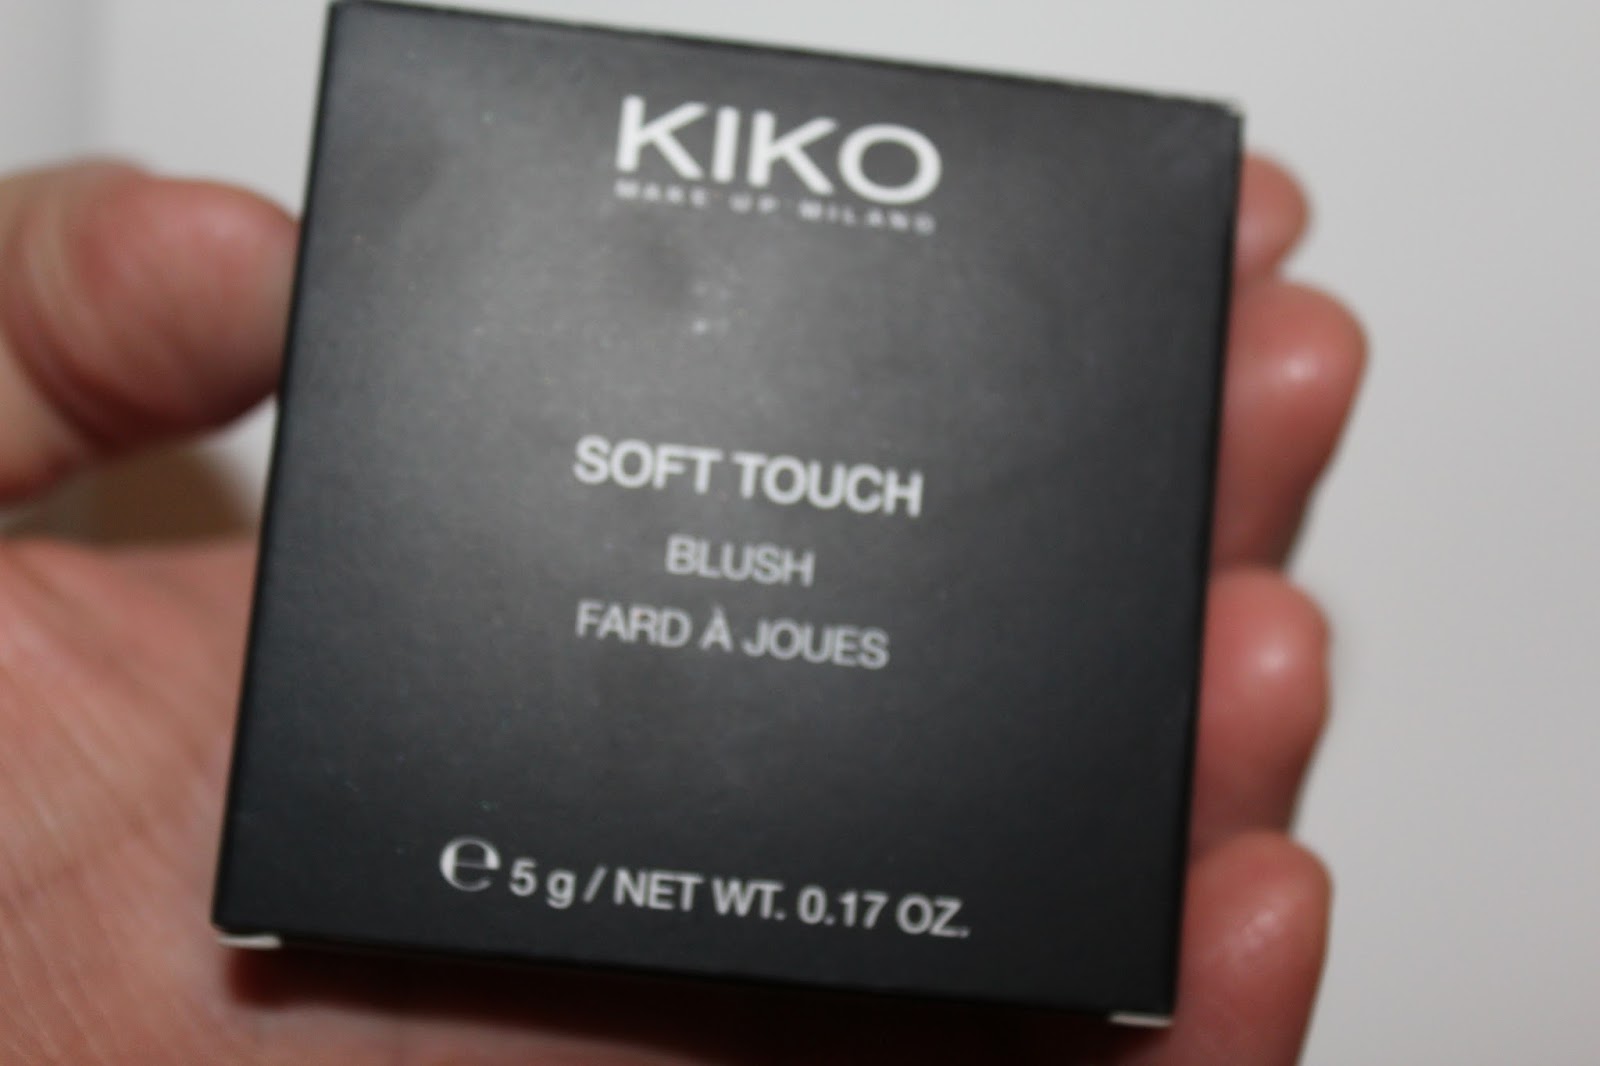 KIKO
MAKE UP MILANO
SOFT TOUCH
BLUSH
FARD À JOUES
℮ 5 g / NET WT. 0.17 OZ.